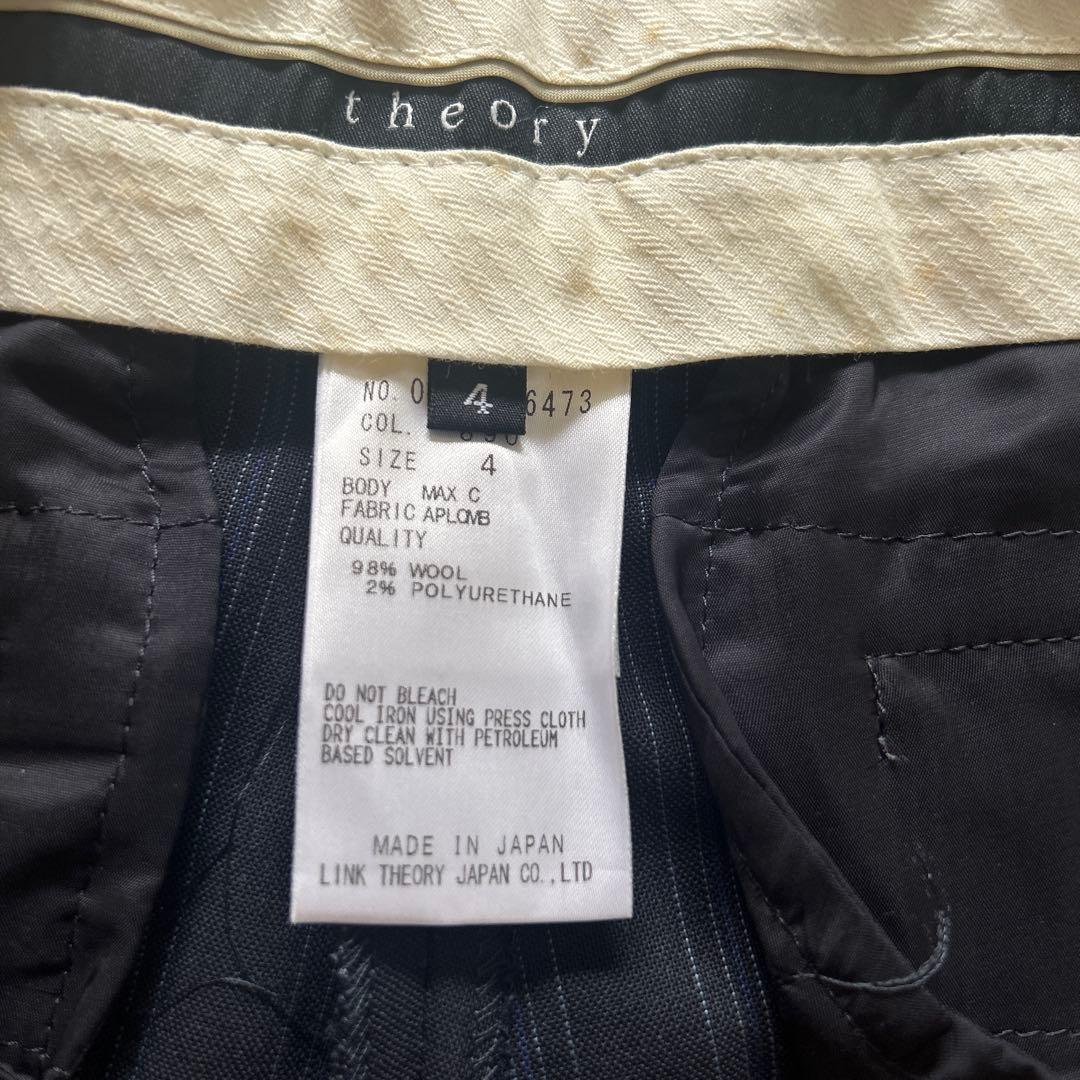 theory
4
NO. 0 6473
COL.
SIZE 4
BODY MAX C
FABRIC APLOMB
QUALITY
98% WOOL
2% POLYURETHANE
DO NOT BLEACH
COOL IRON USING PRESS CLOTH
DRY CLEAN WITH PETROLEUM
BASED SOLVENT
MADE IN JAPAN
LINK THEORY JAPAN CO.,LTD